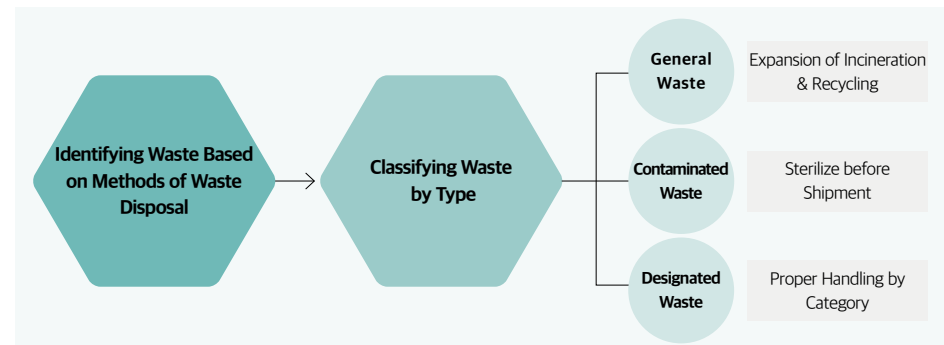 Identifying Waste Based
on Methods of Waste
Disposal
Classifying Waste
by Type
General
Waste
Expansion of Incineration
& Recycling
Contaminated
Waste
Sterilize before
Shipment
Designated
Waste
Proper Handling by
Category